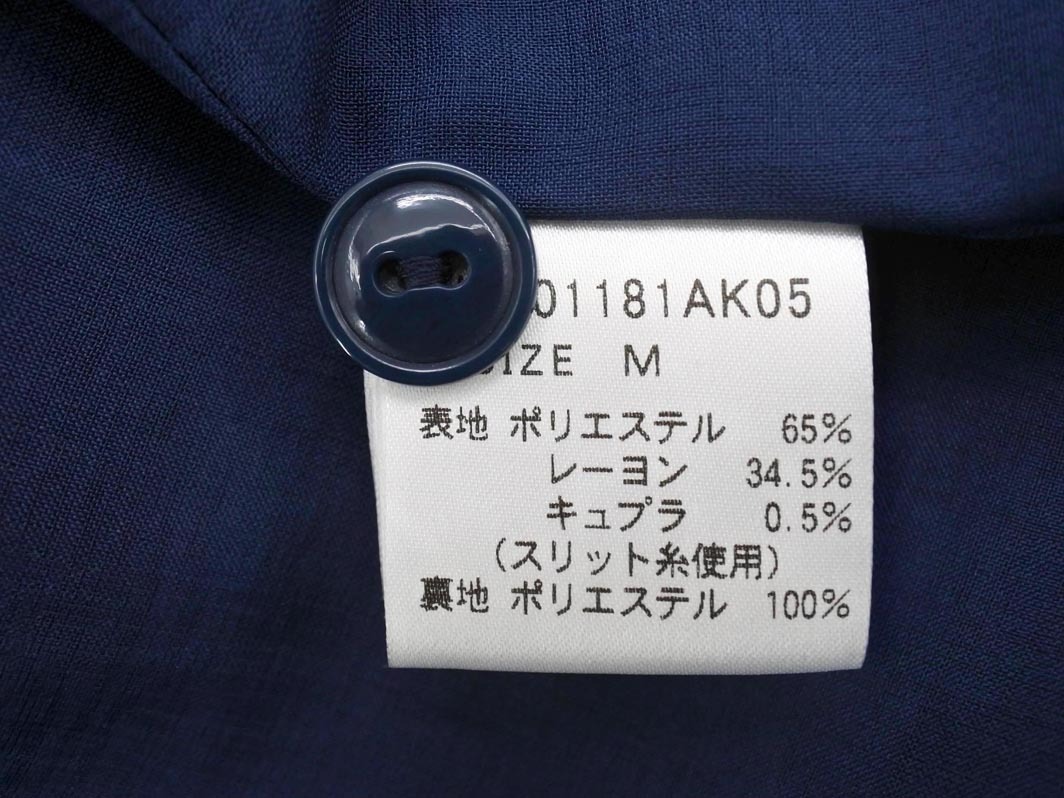 01181AK05
SIZE M
表地 ポリエステル 65%
レーヨン 34.5%
キュプラ 0.5%
(スリット糸使用)
裏地 ポリエステル 100%